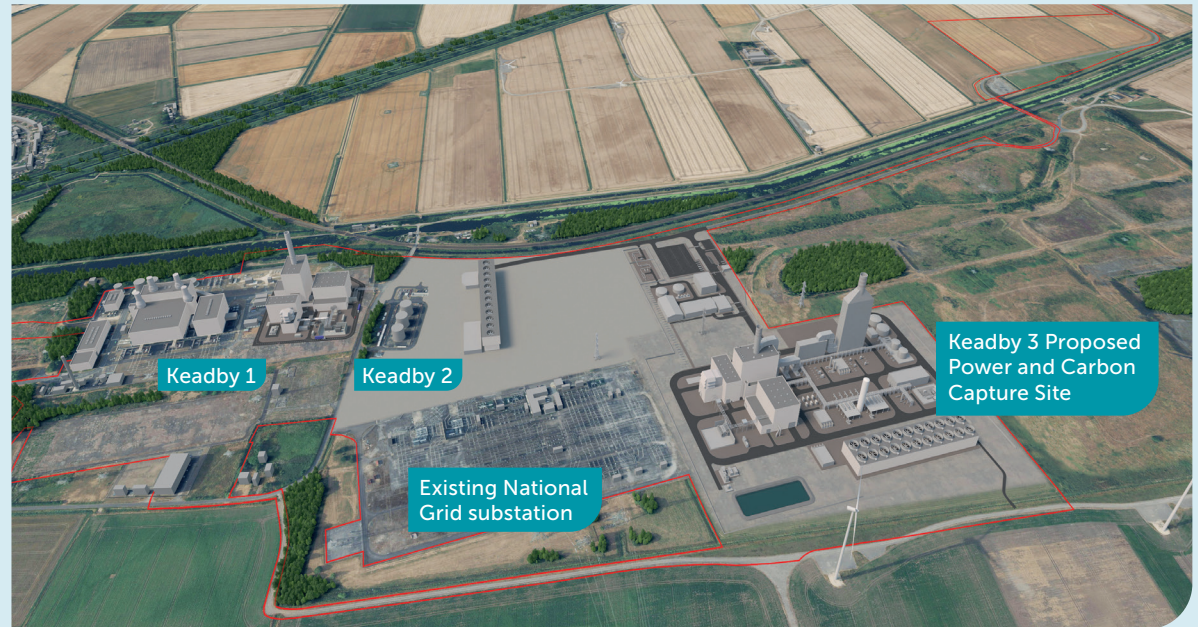 Keadby 1
Keadby 2
Keadby 3 Proposed
Power and Carbon
Capture Site
Existing National
Grid substation